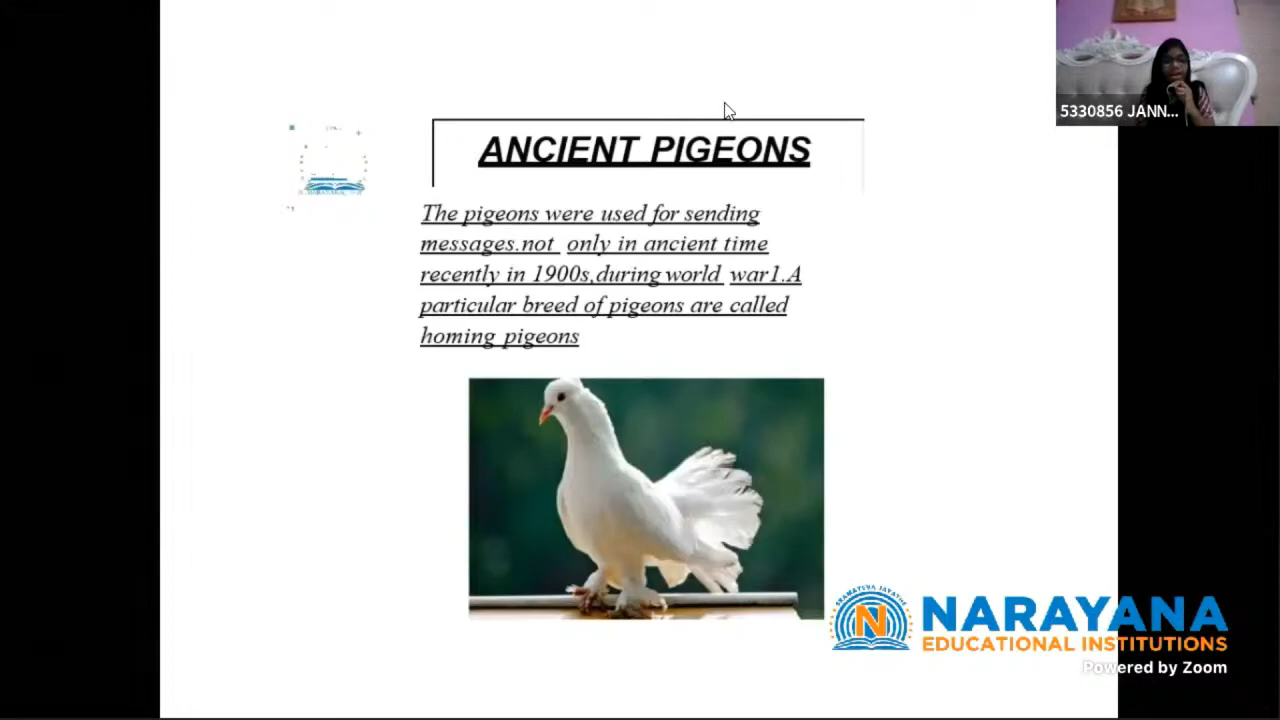 ANCIENT PIGEONS
The pigeons were used for sending
messages.not only in ancient time
recently in 1900s,during world war1.A
particular breed of pigeons are called
homing pigeons
5330856 JANN...
NARAYANA
EDUCATIONAL INSTITUTIONS
Powered by Zoom